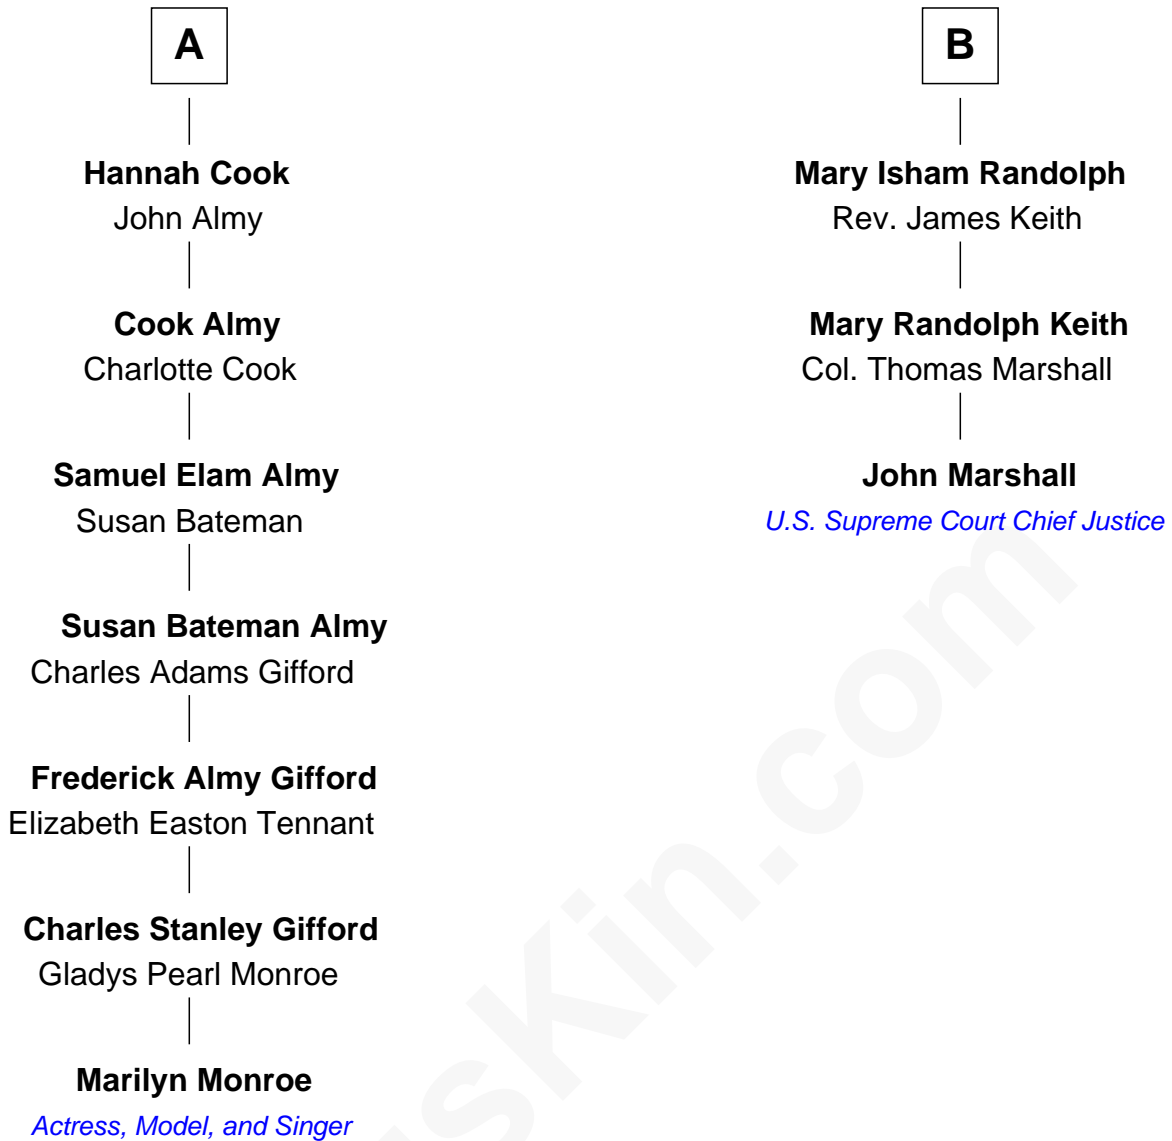 A
Hannah Cook
John Almy
Cook Almy
Charlotte Cook
Samuel Elam Almy
Susan Bateman
Susan Bateman Almy
Charles Adams Gifford
Frederick Almy Gifford
Elizabeth Easton Tennant
Charles Stanley Gifford
Gladys Pearl Monroe
Marilyn Monroe
Actress, Model, and Singer
B
Mary Isham Randolph
Rev. James Keith
Mary Randolph Keith
Col. Thomas Marshall
John Marshall
U.S. Supreme Court Chief Justice
sKin.com